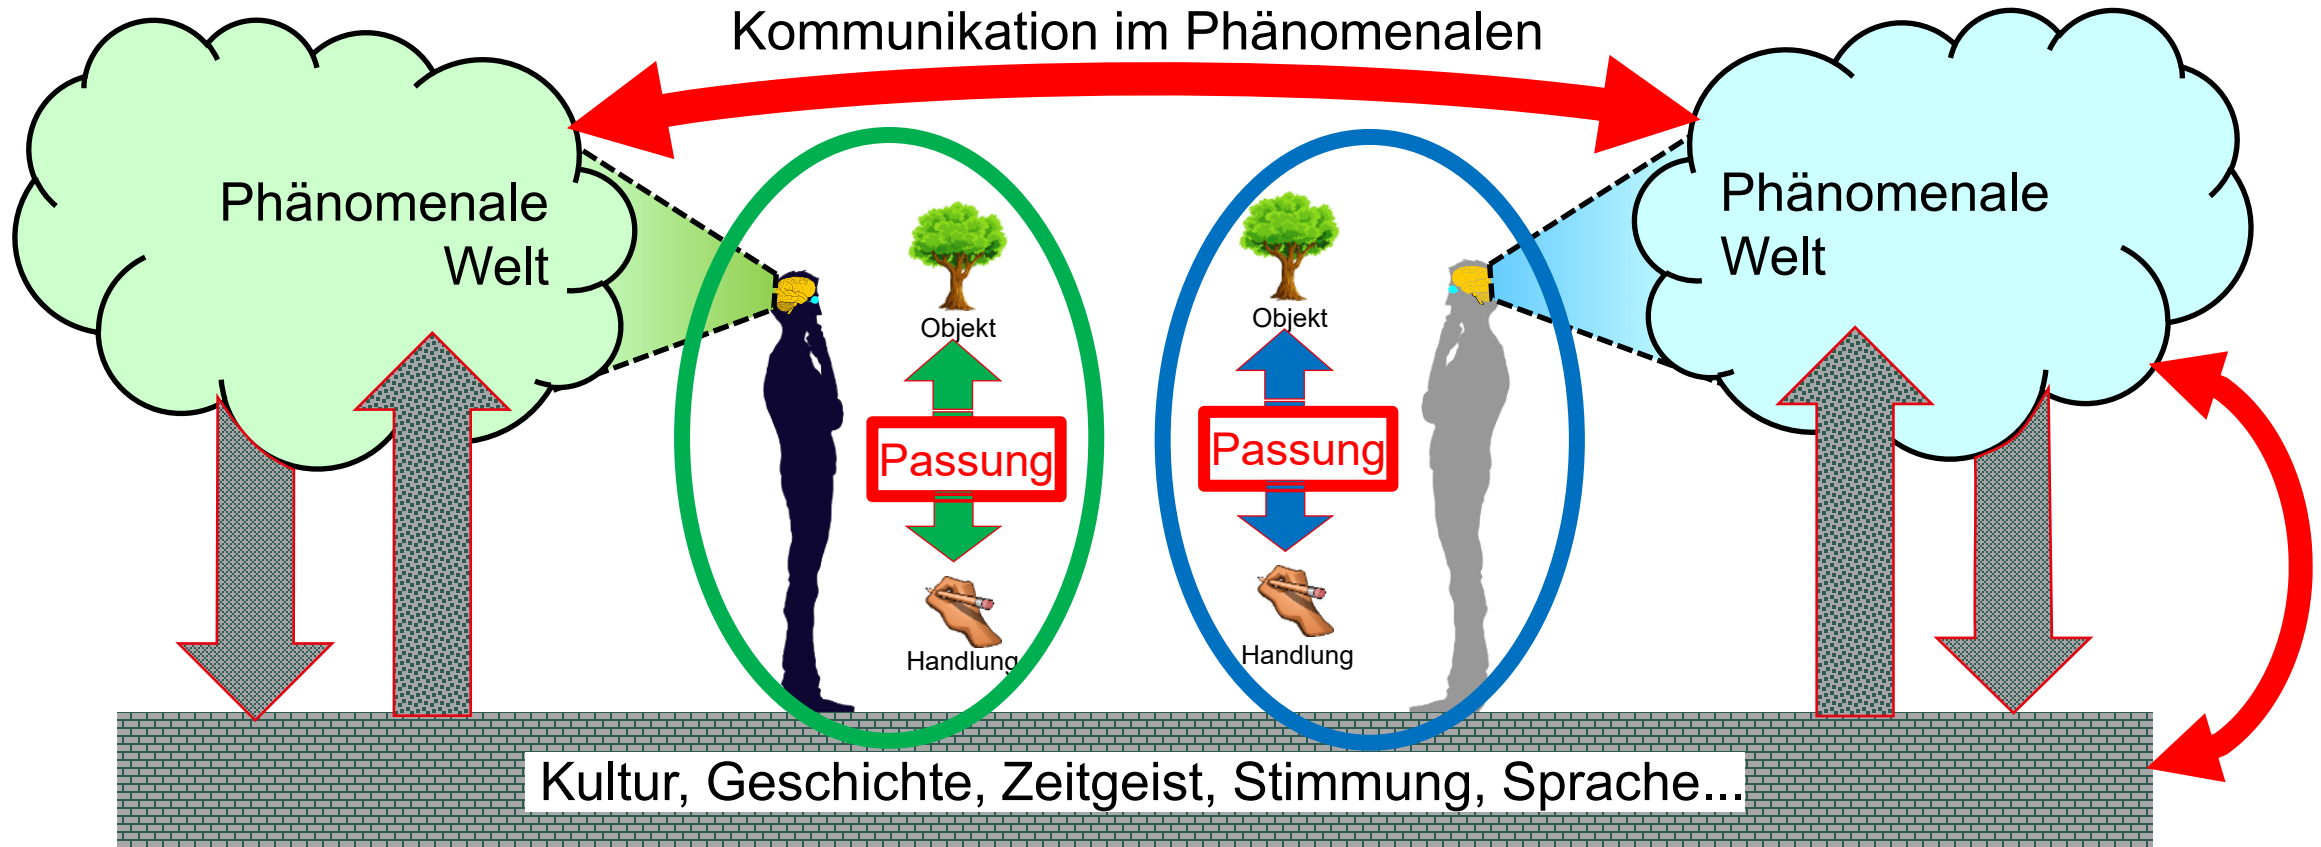 Kommunikation im Phänomenalen
Phänomenale
Welt
Phänomenale
Welt
Objekt
Passung
Handlung
Objekt
Passung
Handlung
Kultur, Geschichte, Zeitgeist, Stimmung, Sprache...